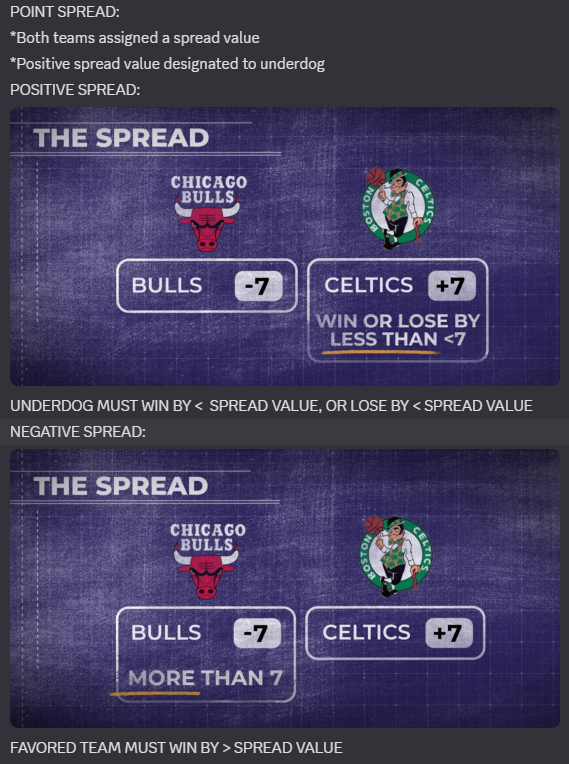 POINT SPREAD:
*Both teams assigned a spread value
*Positive spread value designated to underdog
POSITIVE SPREAD:
THE SPREAD
CHICAGO
BULLS
BOSTON CELTICS
BULLS -7
CELTICS +7
WIN OR LOSE BY
LESS THAN <7
UNDERDOG MUST WIN BY < SPREAD VALUE, OR LOSE BY < SPREAD VALUE
NEGATIVE SPREAD:
THE SPREAD
CHICAGO
BULLS
BOSTON CELTICS
BULLS -7
CELTICS +7
MORE THAN 7
FAVORED TEAM MUST WIN BY > SPREAD VALUE